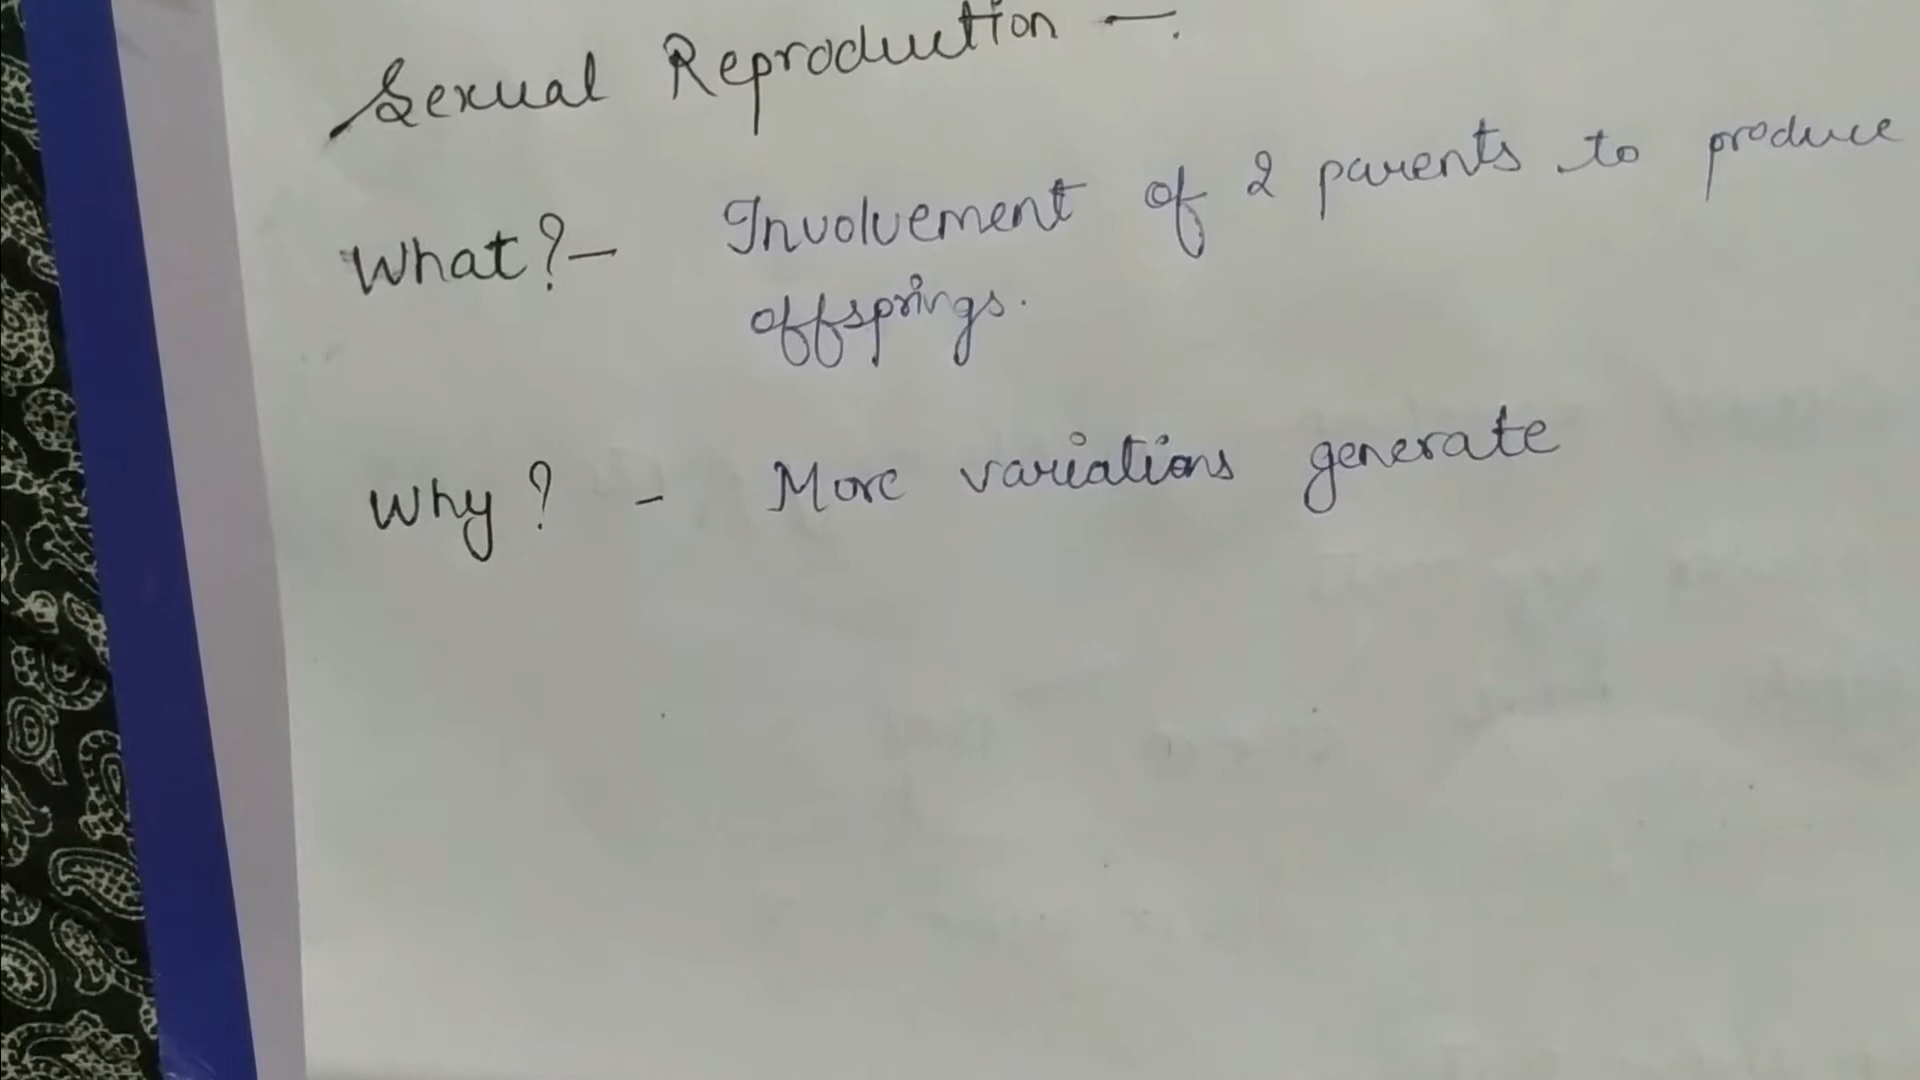 Sexual Reproduction —.
What? - Involvement of 2 parents to produce
offsprings.
Why? - More variations generate